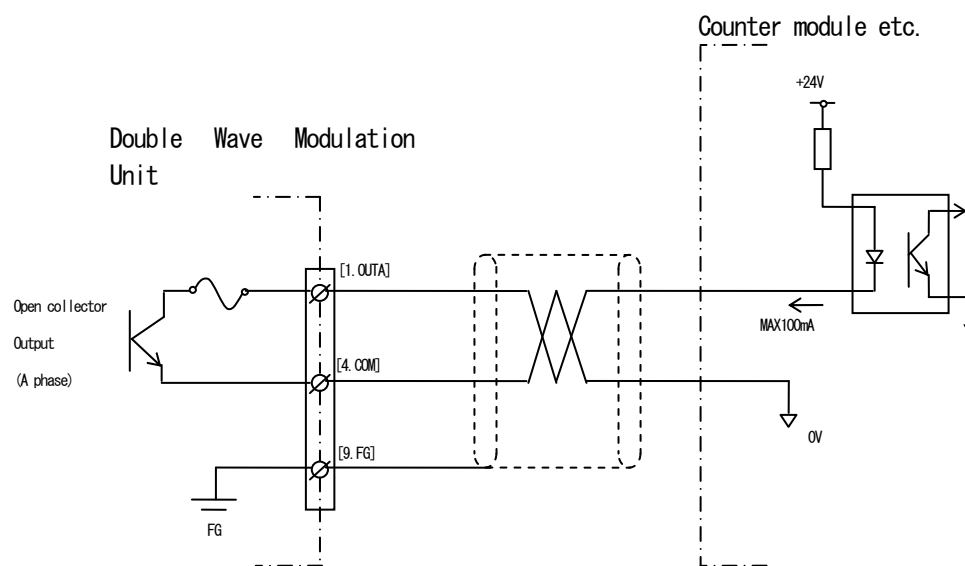 Counter module etc.
+24V
Double Wave Modulation
Unit
[1.OUTA]
Open collector
Output
(A phase)
MAX100mA
[4.COM]
0V
[9.FG]
FG